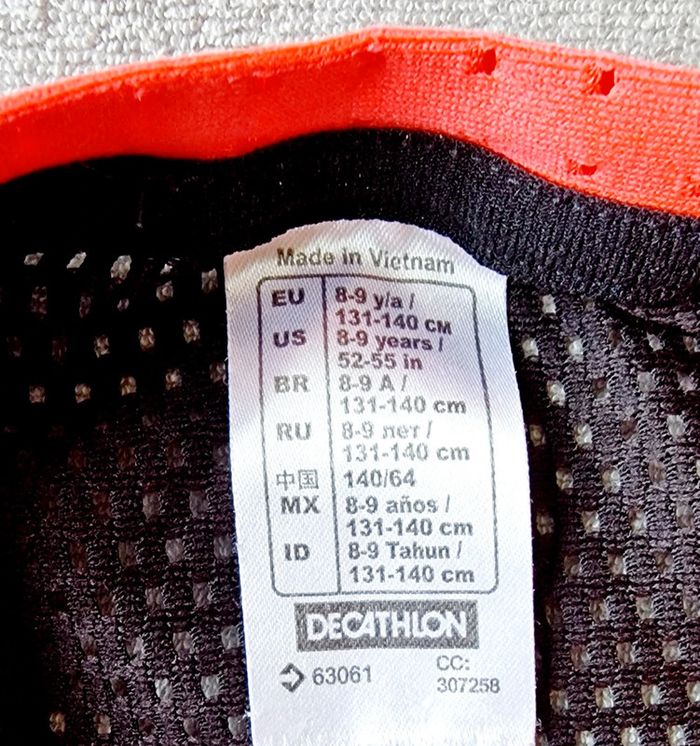 Made in Vietnam
EU 8-9 y/a /
131-140 см
US 8-9 years /
52-55 in
BR 8-9 A /
131-140 cm
RU 8-9 лет /
131-140 cm
中国 140/64
MX 8-9 años /
131-140 cm
ID 8-9 Tahun /
131-140 cm
DECATHLON
63061 CC:
307258